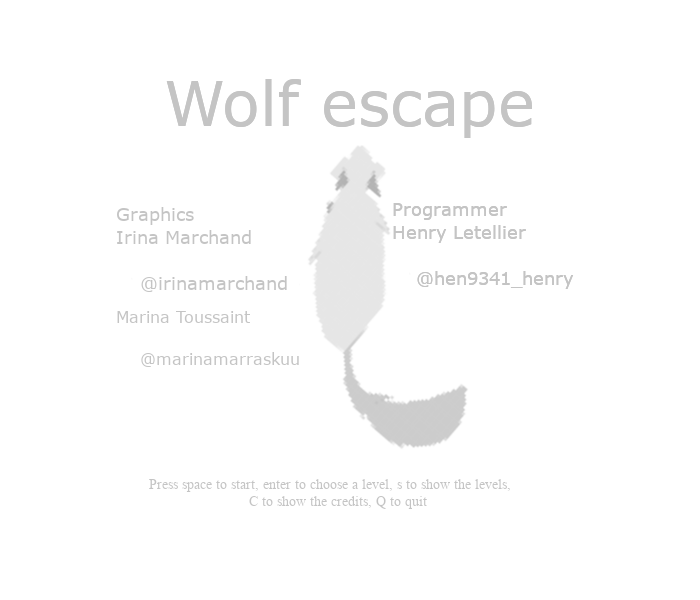 Wolf escape
Graphics
Irina Marchand
@irinamarchand
Marina Toussaint
@marinamarraskuu
Programmer
Henry Letellier
@hen9341_henry
Press space to start, enter to choose a level, s to show the levels,
C to show the credits, Q to quit